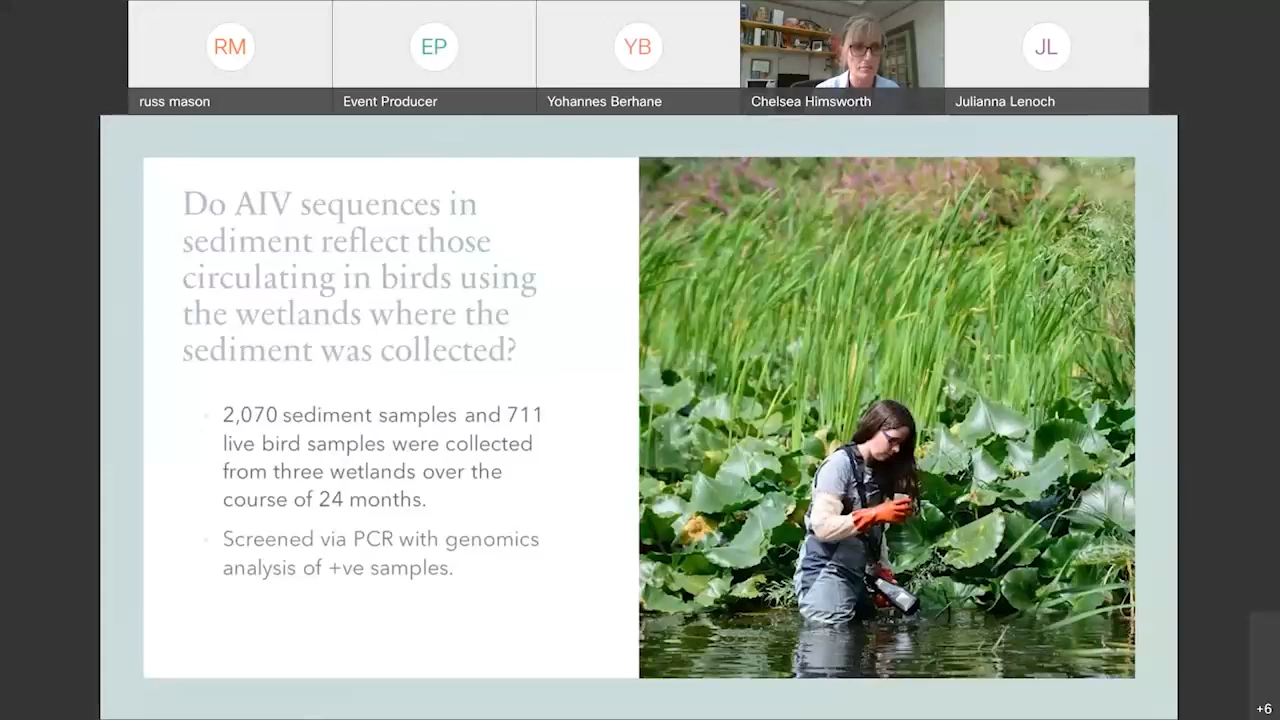 RM
EP
YB
JL
russ mason
Event Producer
Yohannes Berhane
Chelsea Himsworth
Julianna Lenoch
Do AIV sequences in
sediment reflect those
circulating in birds using
the wetlands where the
sediment was collected?
2,070 sediment samples and 711
live bird samples were collected
from three wetlands over the
course of 24 months.
Screened via PCR with genomics
analysis of +ve samples.
+6